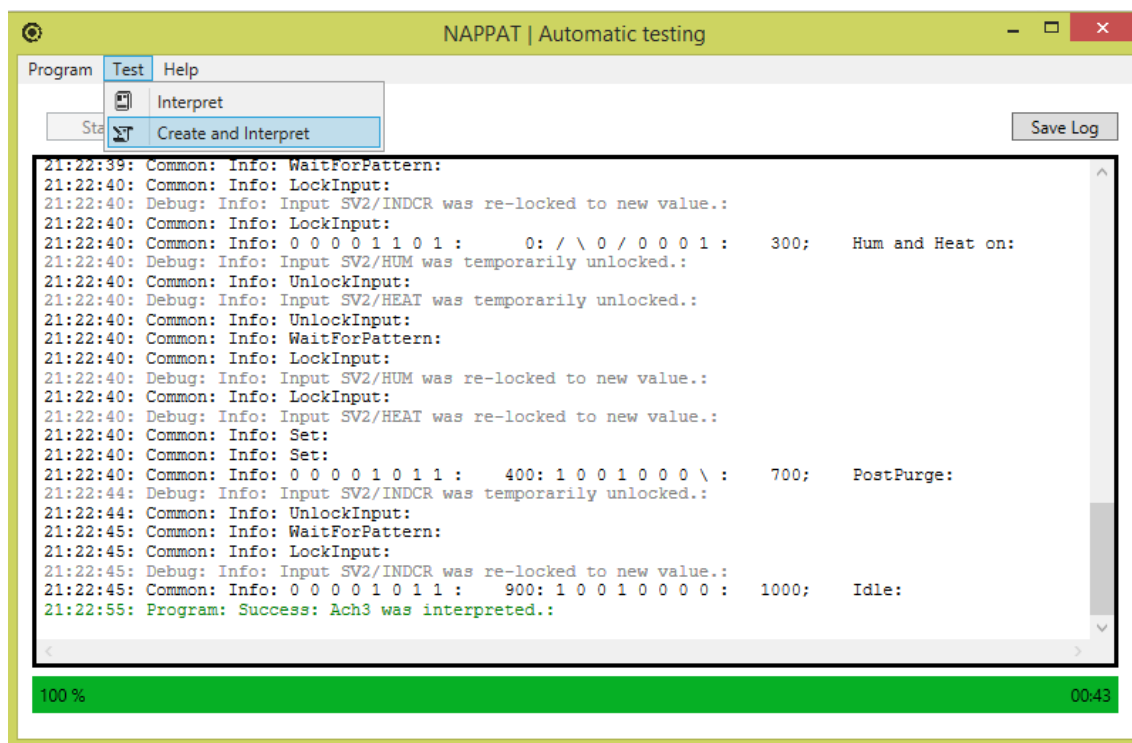 NAPPAT | Automatic testing
Program Test Help
Interpret
Sta Create and Interpret Save Log
21:22:39: Common: Info: WaitForPattern:
21:22:40: Common: Info: LockInput:
21:22:40: Debug: Info: Input SV2/INDCR was re-locked to new value.:
21:22:40: Common: Info: LockInput:
21:22:40: Common: Info: 0 0 0 0 1 1 0 1 : 0: / \ 0 / 0 0 0 1 : 300; Hum and Heat on:
21:22:40: Debug: Info: Input SV2/HUM was temporarily unlocked.:
21:22:40: Common: Info: UnlockInput:
21:22:40: Debug: Info: Input SV2/HEAT was temporarily unlocked.:
21:22:40: Common: Info: UnlockInput:
21:22:40: Common: Info: WaitForPattern:
21:22:40: Common: Info: LockInput:
21:22:40: Debug: Info: Input SV2/HUM was re-locked to new value.:
21:22:40: Common: Info: LockInput:
21:22:40: Debug: Info: Input SV2/HEAT was re-locked to new value.:
21:22:40: Common: Info: Set:
21:22:40: Common: Info: Set:
21:22:40: Common: Info: 0 0 0 0 1 0 1 1 : 400: 1 0 0 1 0 0 0 \ : 700; PostPurge:
21:22:44: Debug: Info: Input SV2/INDCR was temporarily unlocked.:
21:22:44: Common: Info: UnlockInput:
21:22:45: Common: Info: WaitForPattern:
21:22:45: Common: Info: LockInput:
21:22:45: Debug: Info: Input SV2/INDCR was re-locked to new value.:
21:22:45: Common: Info: 0 0 0 0 1 0 1 1 : 900: 1 0 0 1 0 0 0 0 : 1000; Idle:
21:22:55: Program: Success: Ach3 was interpreted.:
100 % 00:43